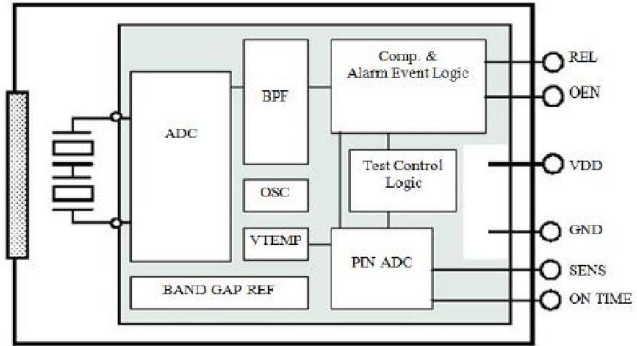 Comp. &
Alarm Event Logic
REL
OEN
BPF
ADC
Test Control
Logic
VDD
OSC
GND
VTEMP
PIN ADC
SENS
BAND GAP REF
ON TIME